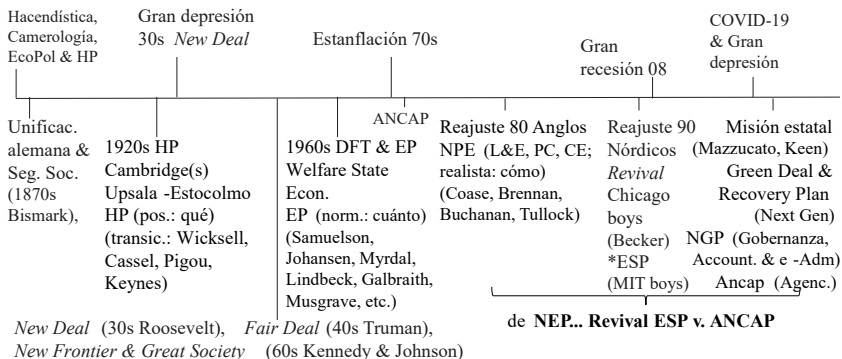 Hacendística,
Camerología,
EcoPol & HP
Gran depresión
30s New Deal
Estanflación 70s
Gran
recesión 08
COVID-19
& Gran
depresión
Unificac.
alemana &
Seg. Soc.
(1870s
Bismark),
1920s HP
Cambridge(s)
Upsala -Estocolmo
HP (pos.: qué)
(transic.: Wicksell,
Cassel, Pigou,
Keynes)
1960s DFT & EP
Welfare State
Econ.
EP (norm.: cuánto)
(Samuelson,
Johansen, Myrdal,
Lindbeck, Galbraith,
Musgrave, etc.)
ANCAP
Reajuste 80 Anglos
NPE (L&E, PC, CE;
realista: cómo)
(Coase, Brennan,
Buchanan, Tullock)
Reajuste 90
Nórdicos
Revival
Chicago
boys
(Becker)
*ESP
(MIT boys)
Misión estatal
(Mazzucato, Keen)
Green Deal &
Recovery Plan
(Next Gen)
NGP (Gobernanza,
Account. & e -Adm)
Ancap (Agenc.)
New Deal (30s Roosevelt), Fair Deal (40s Truman),
New Frontier & Great Society (60s Kennedy & Johnson)
de NEP... Revival ESP v. ANCAP